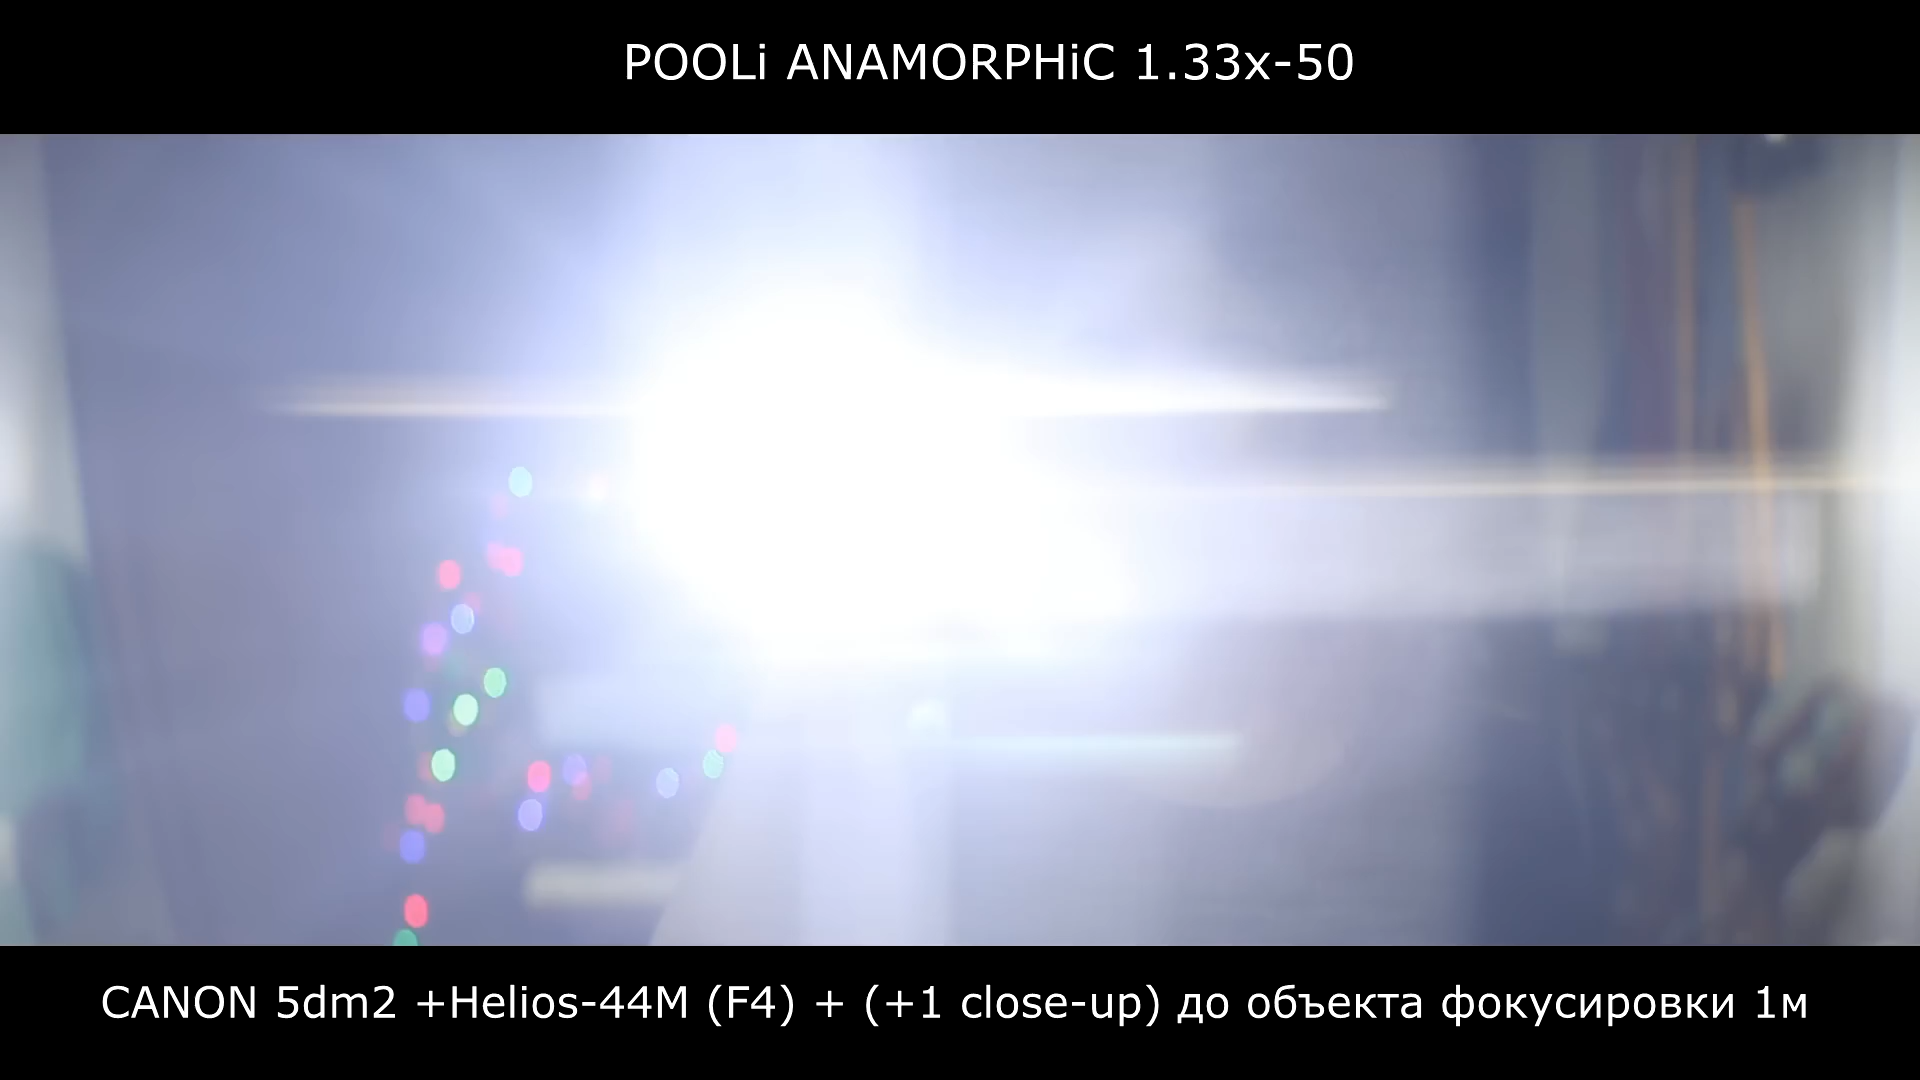 POOLi ANAMORPHiC 1.33x-50
CANON 5dm2 +Helios-44M (F4) + (+1 close-up) до объекта фокусировки 1м